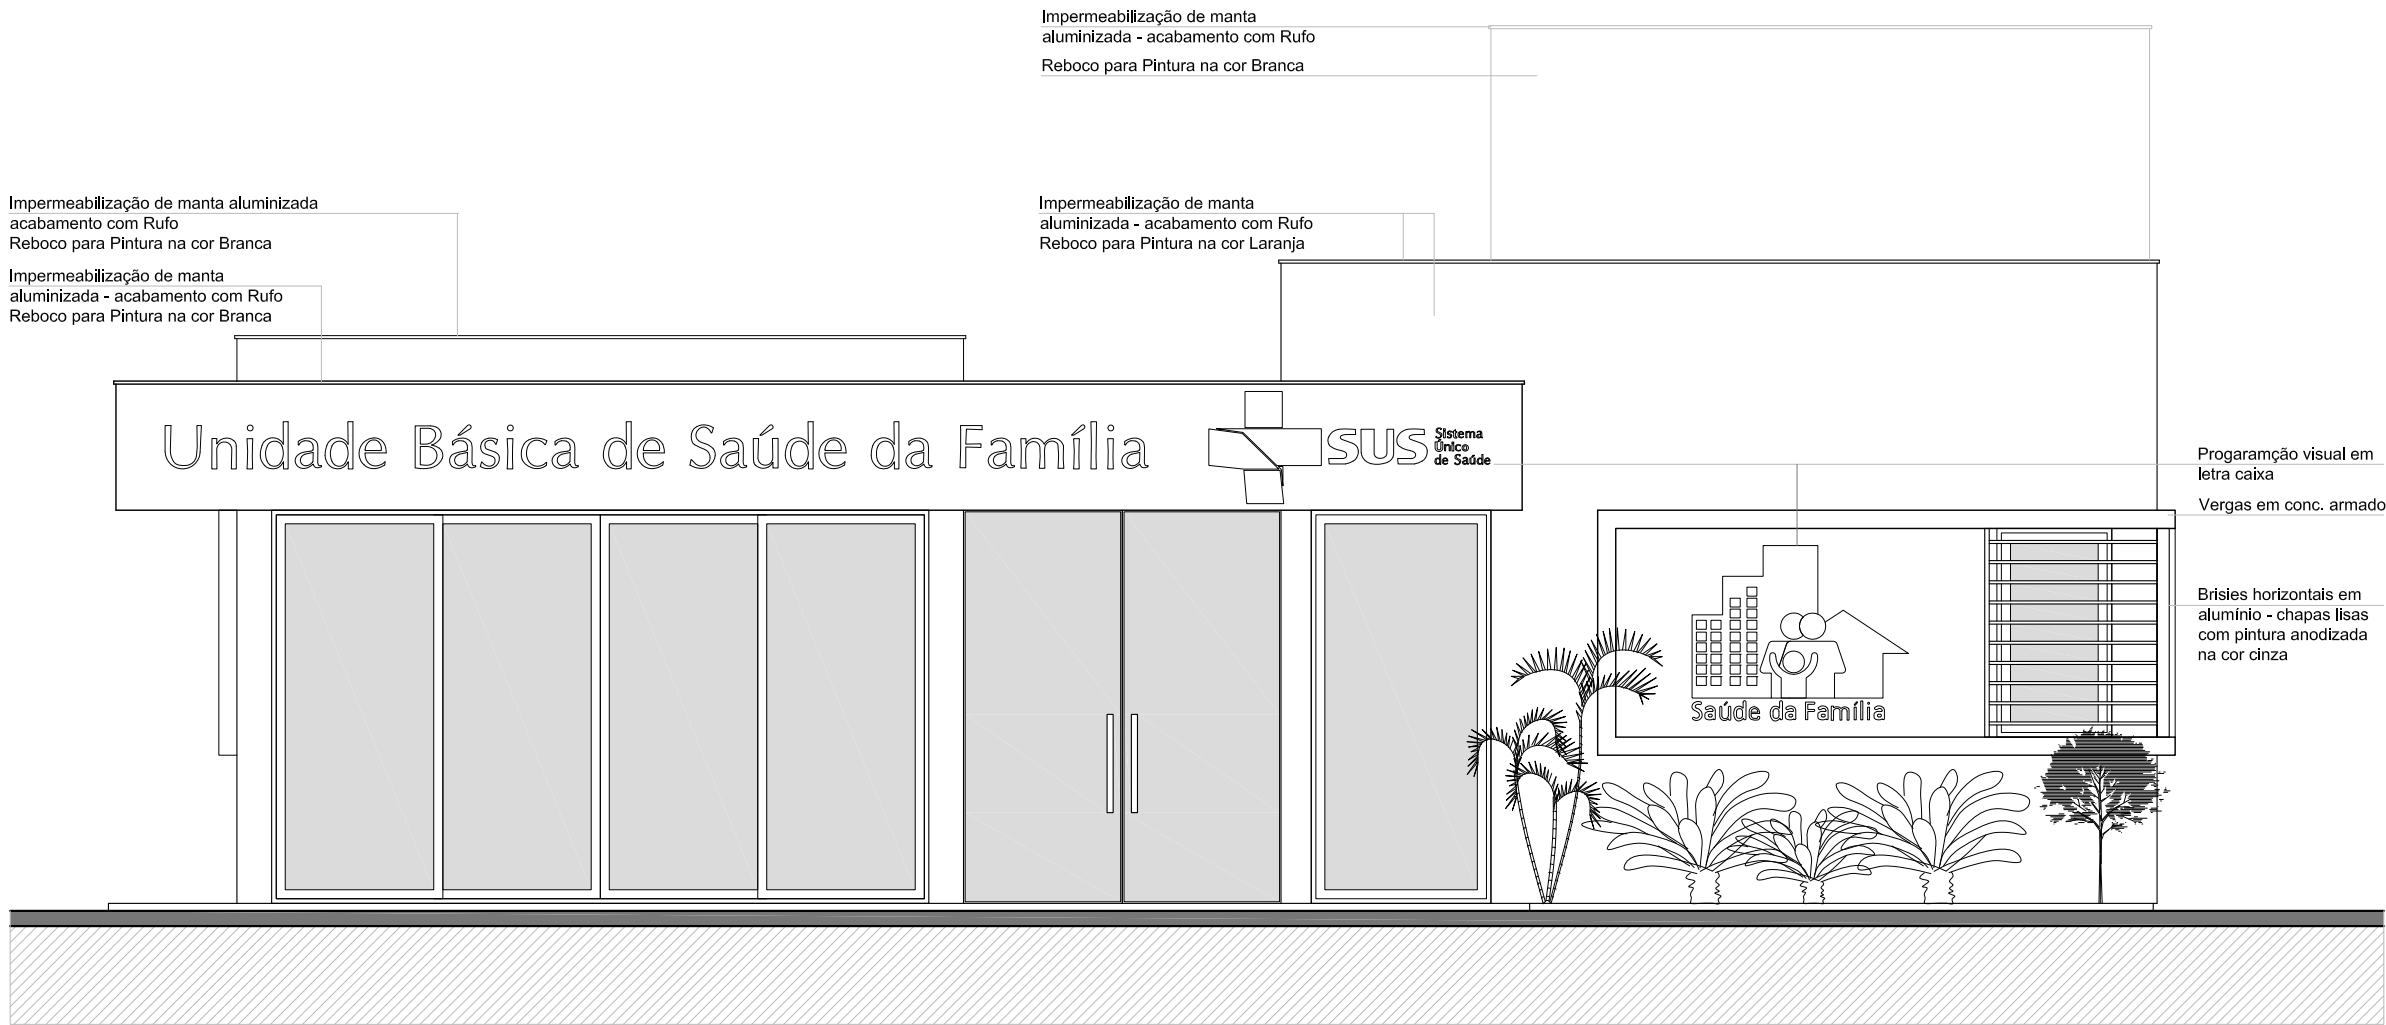 Impermeabilização de manta
aluminizada - acabamento com Rufo
Reboco para Pintura na cor Branca
Impermeabilização de manta aluminizada
acabamento com Rufo
Reboco para Pintura na cor Branca
Impermeabilização de manta
aluminizada - acabamento com Rufo
Reboco para Pintura na cor Laranja
Impermeabilização de manta
aluminizada - acabamento com Rufo
Reboco para Pintura na cor Branca
Unidade Básica de Saúde da Família
SUS
Sistema
Único
de Saúde
Progaramção visual em
letra caixa
Vergas em conc. armado
Brisies horizontais em
alumínio - chapas lisas
com pintura anodizada
na cor cinza
Saúde da Família